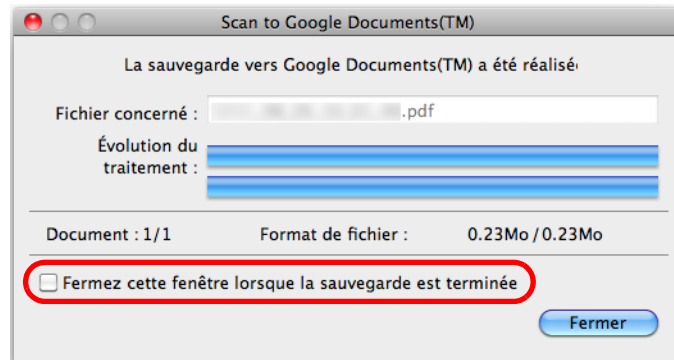 Scan to Google Documents(TM)
La sauvegarde vers Google Documents(TM) a été réalisé
Fichier concerné : .pdf
Évolution du
traitement :
Document : 1/1 Format de fichier : 0.23Mo / 0.23Mo
Fermez cette fenêtre lorsque la sauvegarde est terminée
Fermer